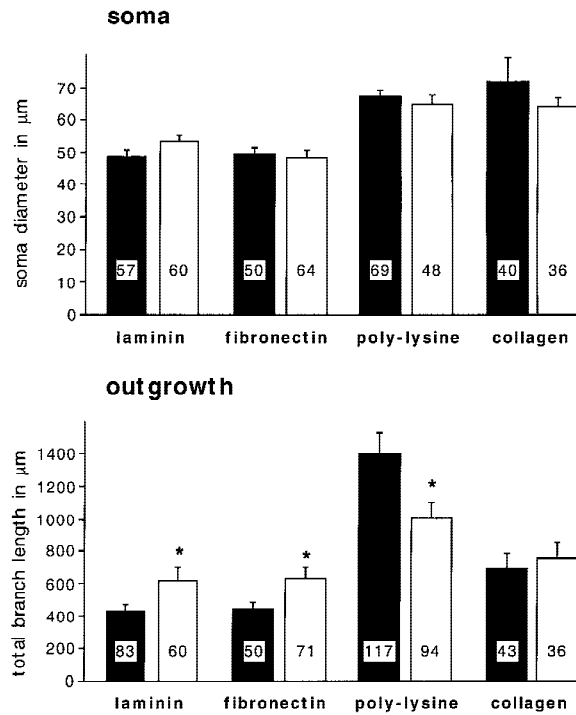 soma
soma diameter in µm
70
60
50
40
30
20
10
0
57 60 50 64 69 48 40 36
laminin fibronectin poly-lysine collagen
outgrowth
total branch length in µm
1400
1200
1000
800
600
400
200
0
* * *
83 60 50 71 117 94 43 36
laminin fibronectin poly-lysine collagen